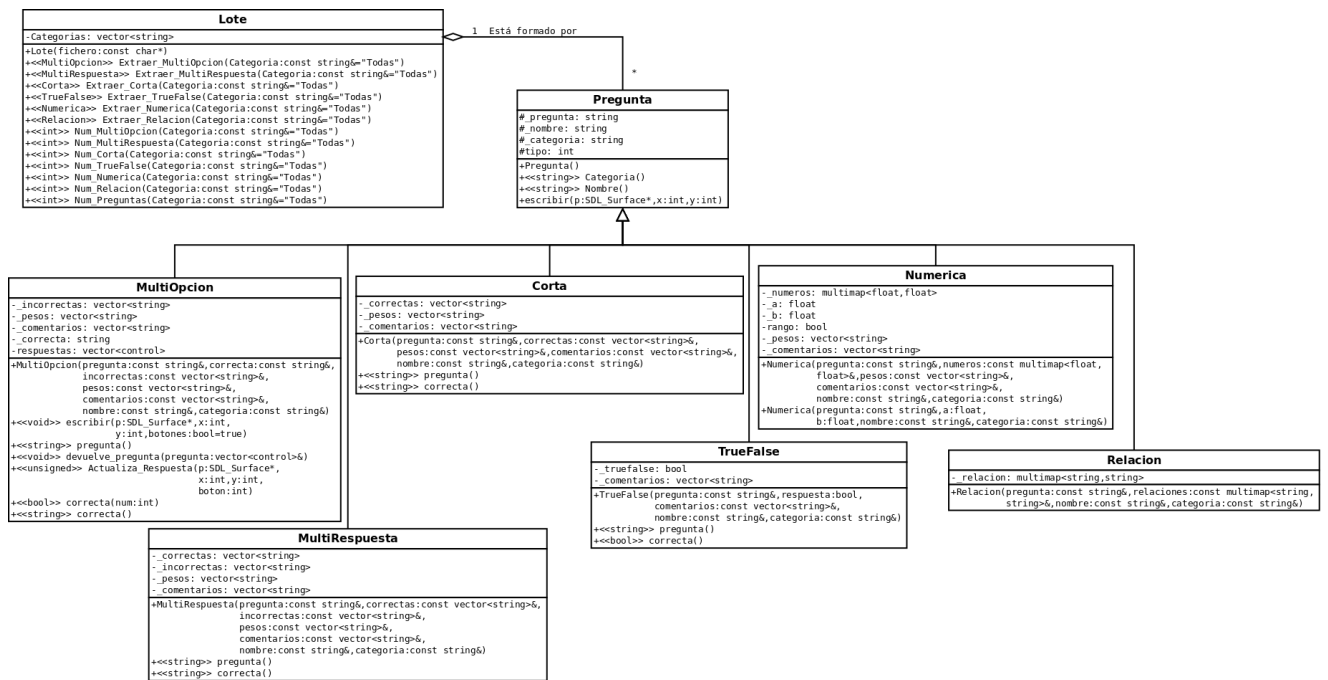 Lote
-Categorias: vector<string>
+Lote(fichero:const char*)
+<<MultiOpcion>> Extraer_MultiOpcion(Categoria:const string&="Todas")
+<<MultiRespuesta>> Extraer_MultiRespuesta(Categoria:const string&="Todas")
+<<Corta>> Extraer_Corta(Categoria:const string&="Todas")
+<<TrueFalse>> Extraer_TrueFalse(Categoria:const string&="Todas")
+<<Numerica>> Extraer_Numerica(Categoria:const string&="Todas")
+<<Relacion>> Extraer_Relacion(Categoria:const string&="Todas")
+<<int>> Num_MultiOpcion(Categoria:const string&="Todas")
+<<int>> Num_MultiRespuesta(Categoria:const string&="Todas")
+<<int>> Num_Corta(Categoria:const string&="Todas")
+<<int>> Num_TrueFalse(Categoria:const string&="Todas")
+<<int>> Num_Numerica(Categoria:const string&="Todas")
+<<int>> Num_Relacion(Categoria:const string&="Todas")
+<<int>> Num_Preguntas(Categoria:const string&="Todas")
1 Está formado por
*
Pregunta
#_pregunta: string
#_nombre: string
#_categoria: string
#tipo: int
+Pregunta()
+<<string>> Categoria()
+<<string>> Nombre()
+escribir(p:SDL_Surface*,x:int,y:int)
MultiOpcion
-_incorrectas: vector<string>
-_pesos: vector<string>
-_comentarios: vector<string>
-_correcta: string
-respuestas: vector<control>
+MultiOpcion(pregunta:const string&,correcta:const string&,
incorrectas:const vector<string>&,
pesos:const vector<string>&,
comentarios:const vector<string>&,
nombre:const string&,categoria:const string&)
+<<void>> escribir(p:SDL_Surface*,x:int,
y:int,botones:bool=true)
+<<string>> pregunta()
+<<void>> devuelve_pregunta(pregunta:vector<control>&)
+<<unsigned>> Actualiza_Respuesta(p:SDL_Surface*,
x:int,y:int,
boton:int)
+<<bool>> correcta(num:int)
+<<string>> correcta()
Corta
-_correctas: vector<string>
-_pesos: vector<string>
-_comentarios: vector<string>
+Corta(pregunta:const string&,correctas:const vector<string>&,
pesos:const vector<string>&,comentarios:const vector<string>&,
nombre:const string&,categoria:const string&)
+<<string>> pregunta()
+<<string>> correcta()
Numerica
-_numeros: multimap<float,float>
-_a: float
-_b: float
-rango: bool
-_pesos: vector<string>
-_comentarios: vector<string>
+Numerica(pregunta:const string&,numeros:const multimap<float,
float>&,pesos:const vector<string>&,
comentarios:const vector<string>&,
nombre:const string&,categoria:const string&)
+Numerica(pregunta:const string&,a:float,
b:float,nombre:const string&,categoria:const string&)
TrueFalse
-_truefalse: bool
-_comentarios: vector<string>
+TrueFalse(pregunta:const string&,respuesta:bool,
comentarios:const vector<string>&,
nombre:const string&,categoria:const string&)
+<<string>> pregunta()
+<<bool>> correcta()
Relacion
-_relacion: multimap<string,string>
+Relacion(pregunta:const string&,relaciones:const multimap<string,
string>&,nombre:const string&,categoria:const string&)
MultiRespuesta
-_correctas: vector<string>
-_incorrectas: vector<string>
-_pesos: vector<string>
-_comentarios: vector<string>
+MultiRespuesta(pregunta:const string&,correctas:const vector<string>&,
incorrectas:const vector<string>&,
pesos:const vector<string>&,
comentarios:const vector<string>&,
nombre:const string&,categoria:const string&)
+<<string>> pregunta()
+<<string>> correcta()